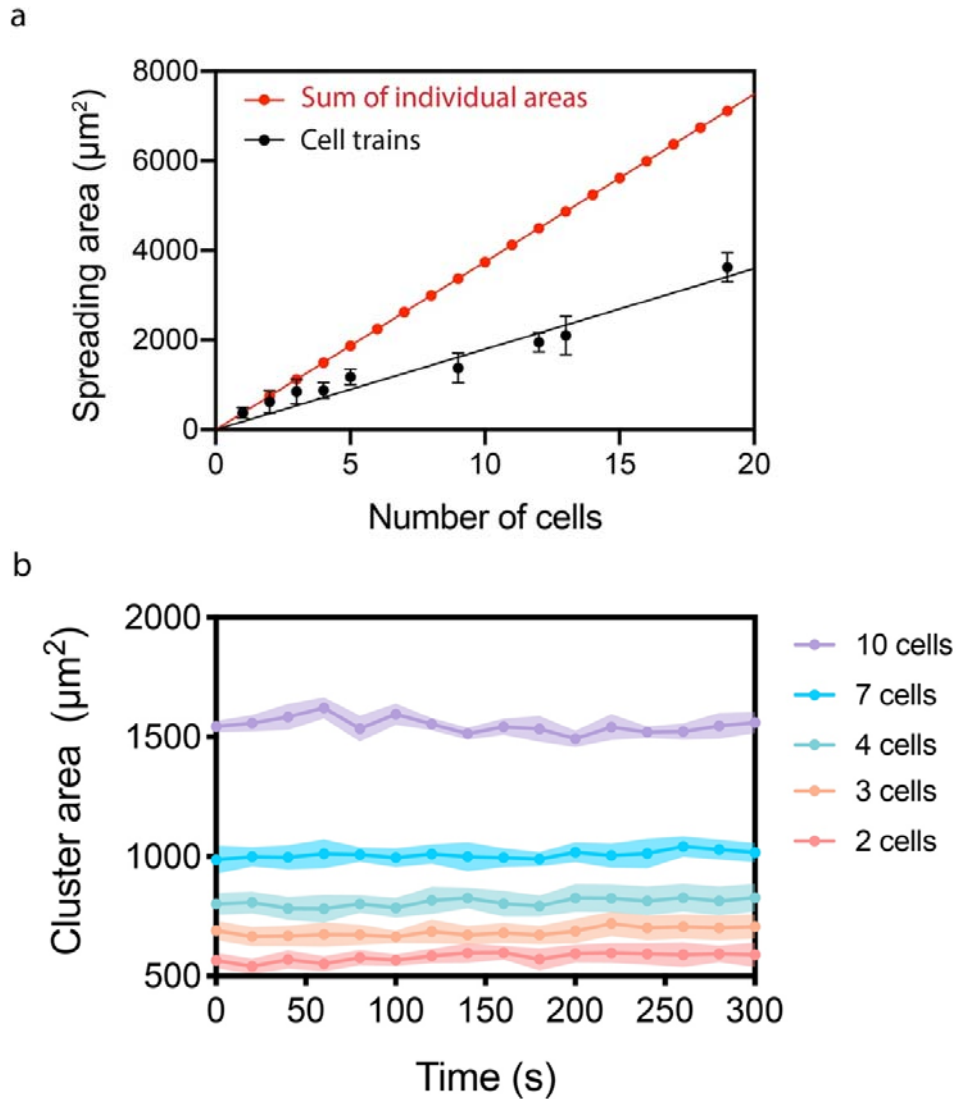 a
8000
6000
4000
2000
0
Spreading area (µm²)
Sum of individual areas
Cell trains
0 5 10 15 20
Number of cells
b
2000
1500
1000
500
Cluster area (µm²)
10 cells
7 cells
4 cells
3 cells
2 cells
0 50 100 150 200 250 300
Time (s)